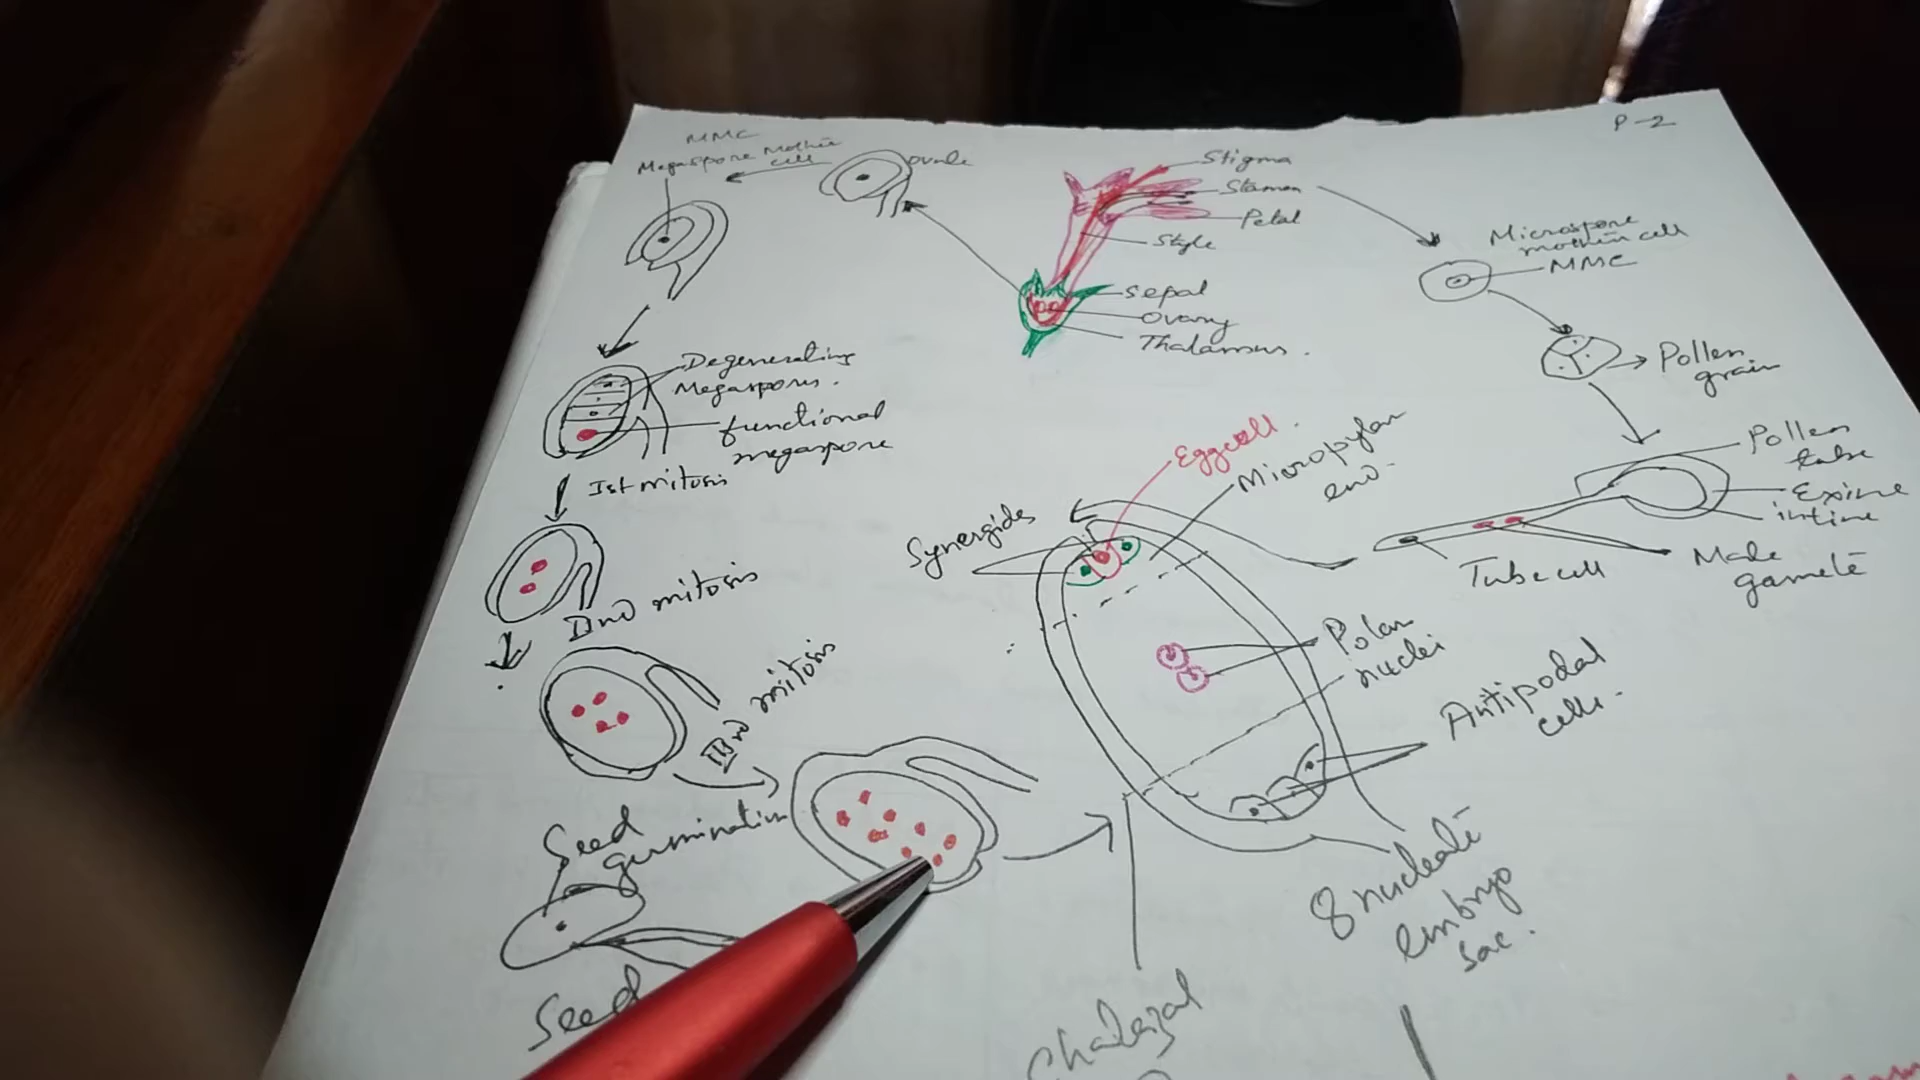 P-2
MMC
Megaspore Mother
cell
ovule
Stigma
Stamen
Petal
Style
Sepal
Ovary
Thalamus.
Microspore
mother cell
MMC
Pollen
grain
Degenerating
Megaspores.
functional
megaspore
Ist mitosis
IInd mitosis
IIIrd mitosis
Egg cell.
Micropylar
end.
Synergids
Pollen
tube
Exine
intine
Tube cell
Male
gamete
Polar
nuclei
Antipodal
cells.
8 nucleate
embryo
sac.
Seed
germination
Seed
Chalazal